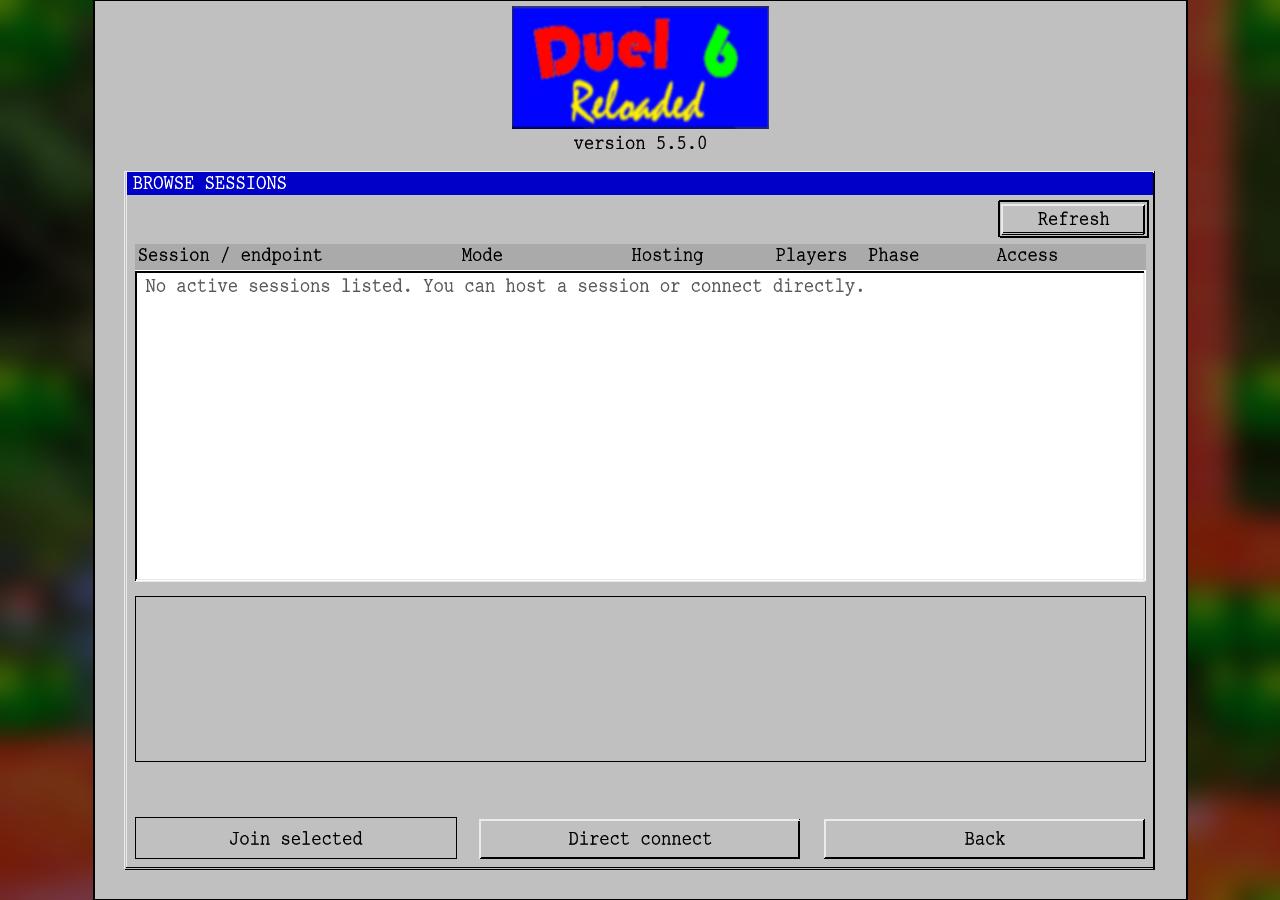 Duel 6
Reloaded
version 5.5.0
BROWSE SESSIONS
Refresh
Session / endpoint Mode Hosting Players Phase Access
No active sessions listed. You can host a session or connect directly.
Join selected Direct connect Back